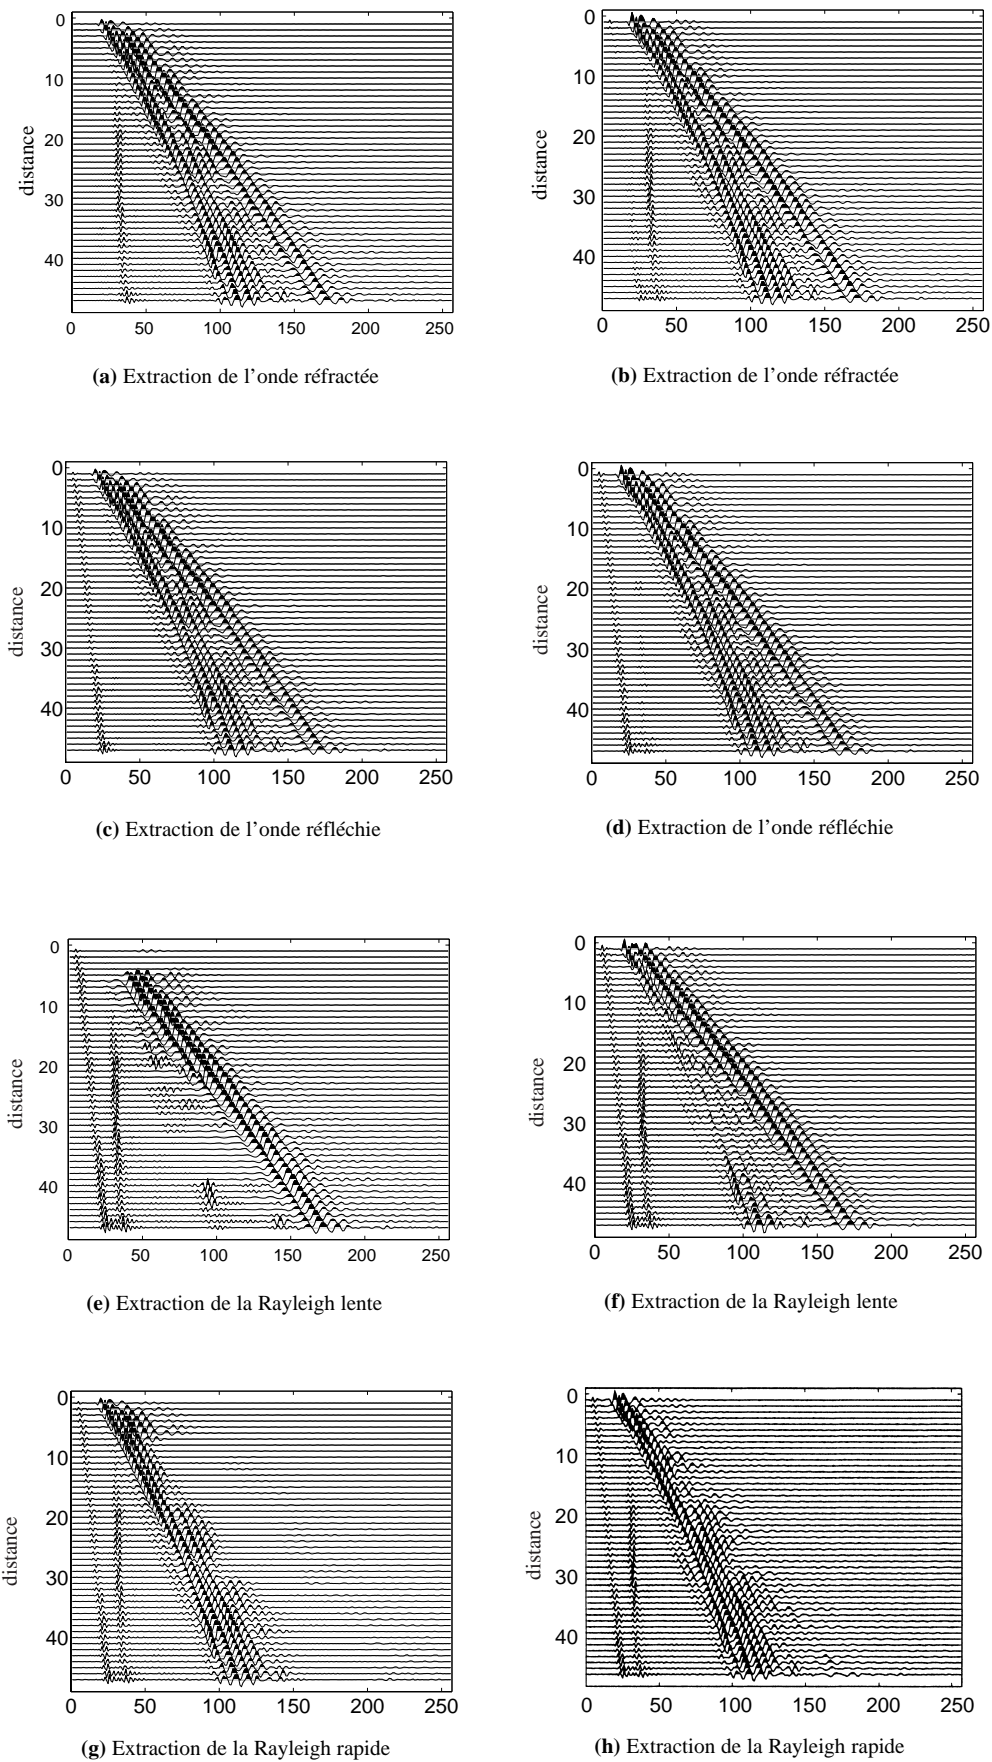 0
10
20
30
40
distance
0 50 100 150 200 250
(a) Extraction de l'onde réfractée
0
10
20
30
40
distance
0 50 100 150 200 250
(b) Extraction de l'onde réfractée
0
10
20
30
40
distance
0 50 100 150 200 250
(c) Extraction de l'onde réfléchie
0
10
20
30
40
distance
0 50 100 150 200 250
(d) Extraction de l'onde réfléchie
0
10
20
30
40
distance
0 50 100 150 200 250
(e) Extraction de la Rayleigh lente
0
10
20
30
40
distance
0 50 100 150 200 250
(f) Extraction de la Rayleigh lente
0
10
20
30
40
distance
0 50 100 150 200 250
(g) Extraction de la Rayleigh rapide
0
10
20
30
40
distance
0 50 100 150 200 250
(h) Extraction de la Rayleigh rapide